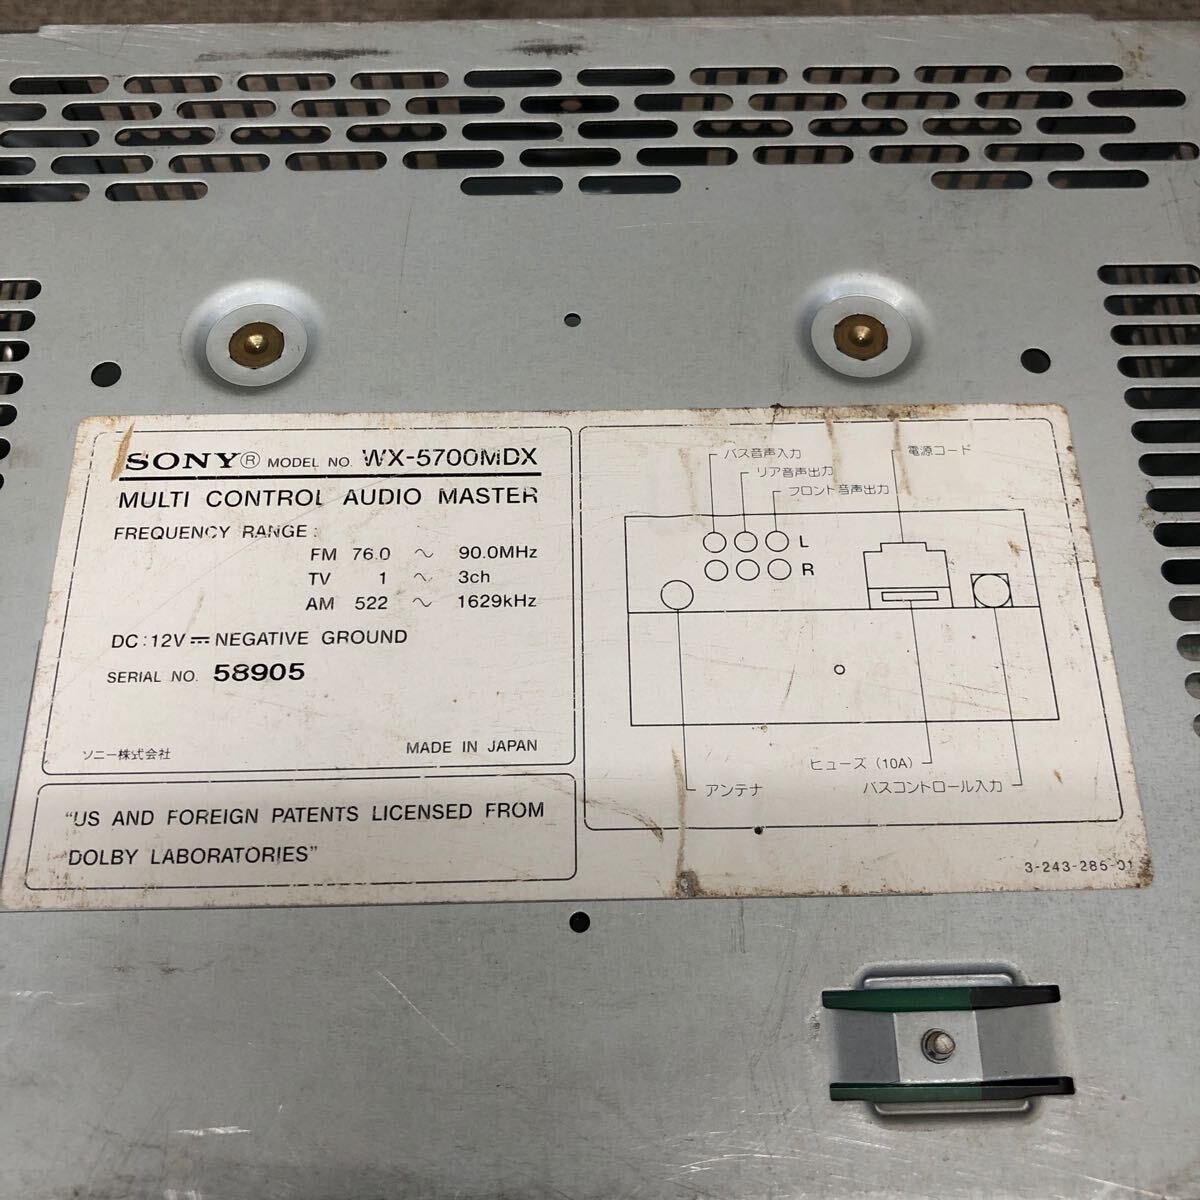 SONY® MODEL NO. WX-5700MDX
MULTI CONTROL AUDIO MASTER
FREQUENCY RANGE:
FM 76.0 ～ 90.0MHz
TV 1 ～ 3ch
AM 522 ～ 1629kHz
DC:12V⎓NEGATIVE GROUND
SERIAL NO. 58905
ソニー株式会社 MADE IN JAPAN
"US AND FOREIGN PATENTS LICENSED FROM
DOLBY LABORATORIES"
バス音声入力
リア音声出力
フロント音声出力
電源コード
L
R
ヒューズ（10A）
アンテナ
バスコントロール入力
3-243-285-01